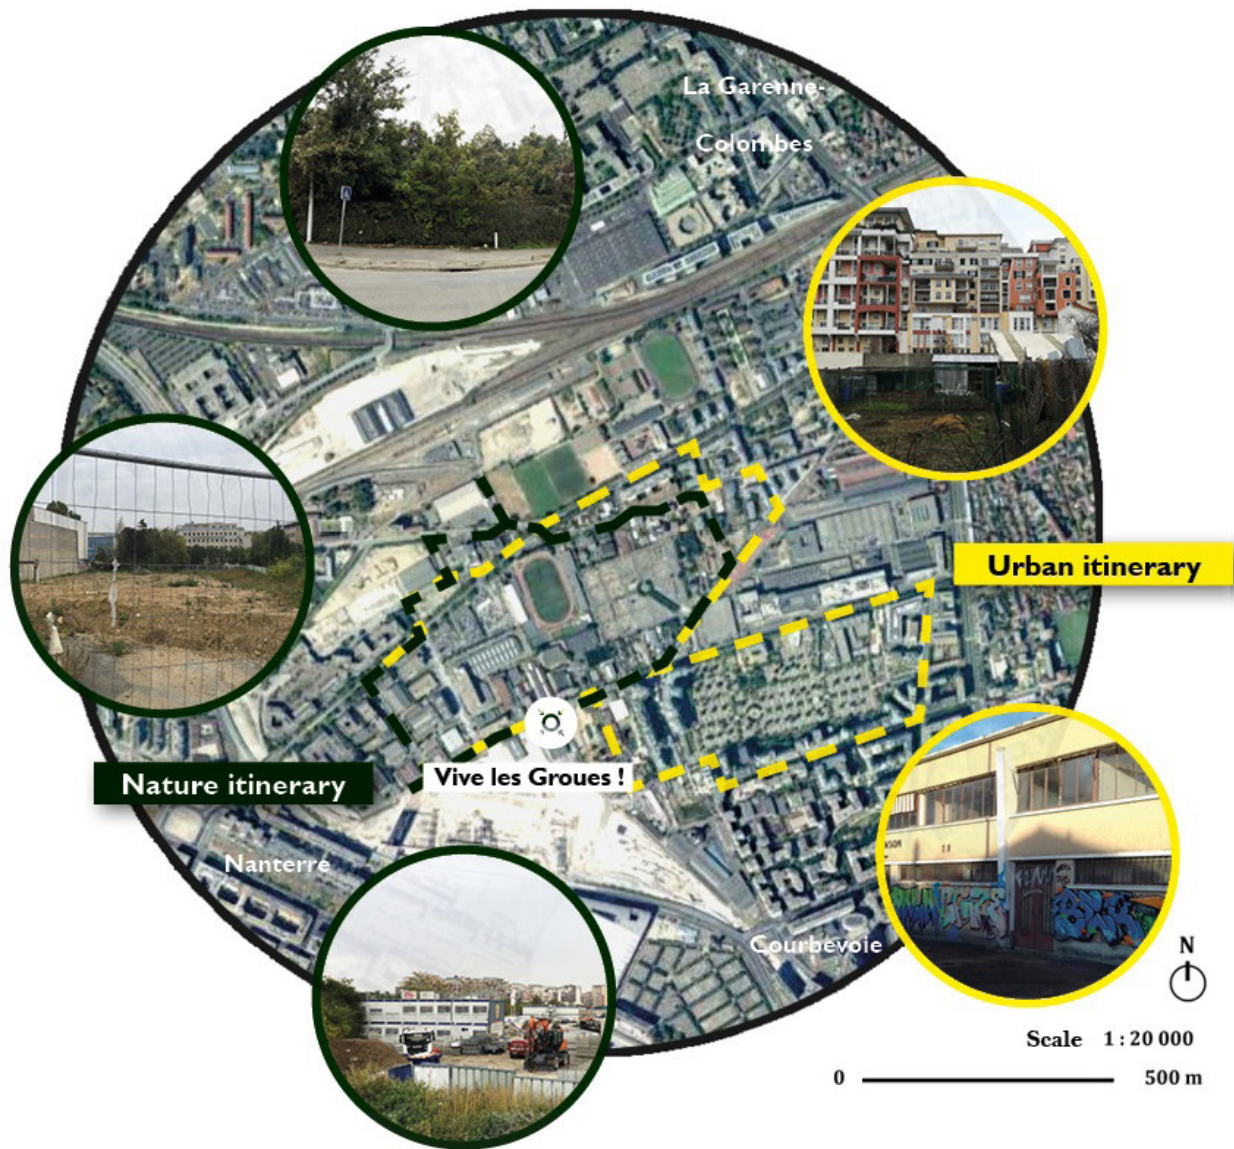 La Garenne-
Colombes
Urban itinerary
Nature itinerary
Vive les Groues !
Nanterre
Courbevoie
N
Scale 1 : 20 000
0 500 m